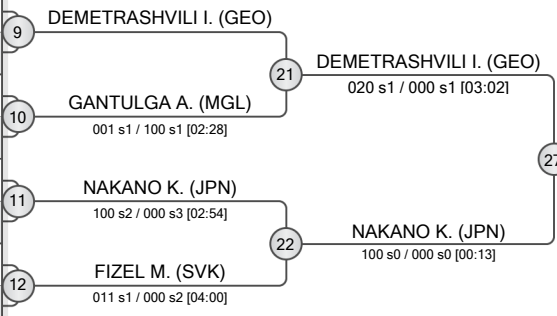 9
DEMETRASHVILI I. (GEO)
10
GANTULGA A. (MGL)
001 s1 / 100 s1 [02:28]
21
DEMETRASHVILI I. (GEO)
020 s1 / 000 s1 [03:02]
11
NAKANO K. (JPN)
100 s2 / 000 s3 [02:54]
12
FIZEL M. (SVK)
011 s1 / 000 s2 [04:00]
22
NAKANO K. (JPN)
100 s0 / 000 s0 [00:13]
27